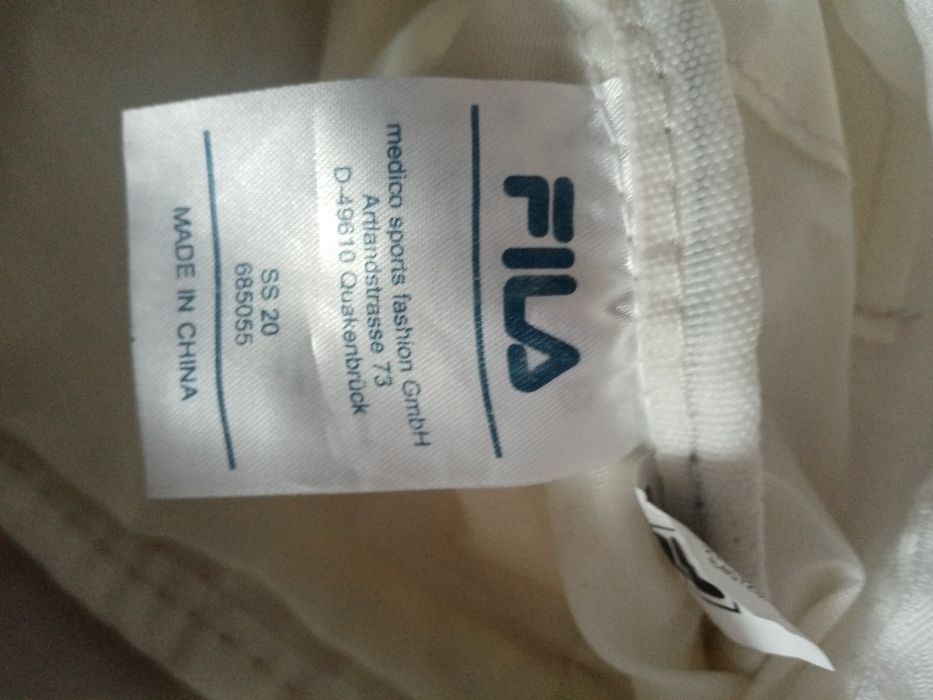 FILA
medico sports fashion GmbH
Artlandstrasse 73
D-49610 Quakenbrück
SS 20
685055
MADE IN CHINA